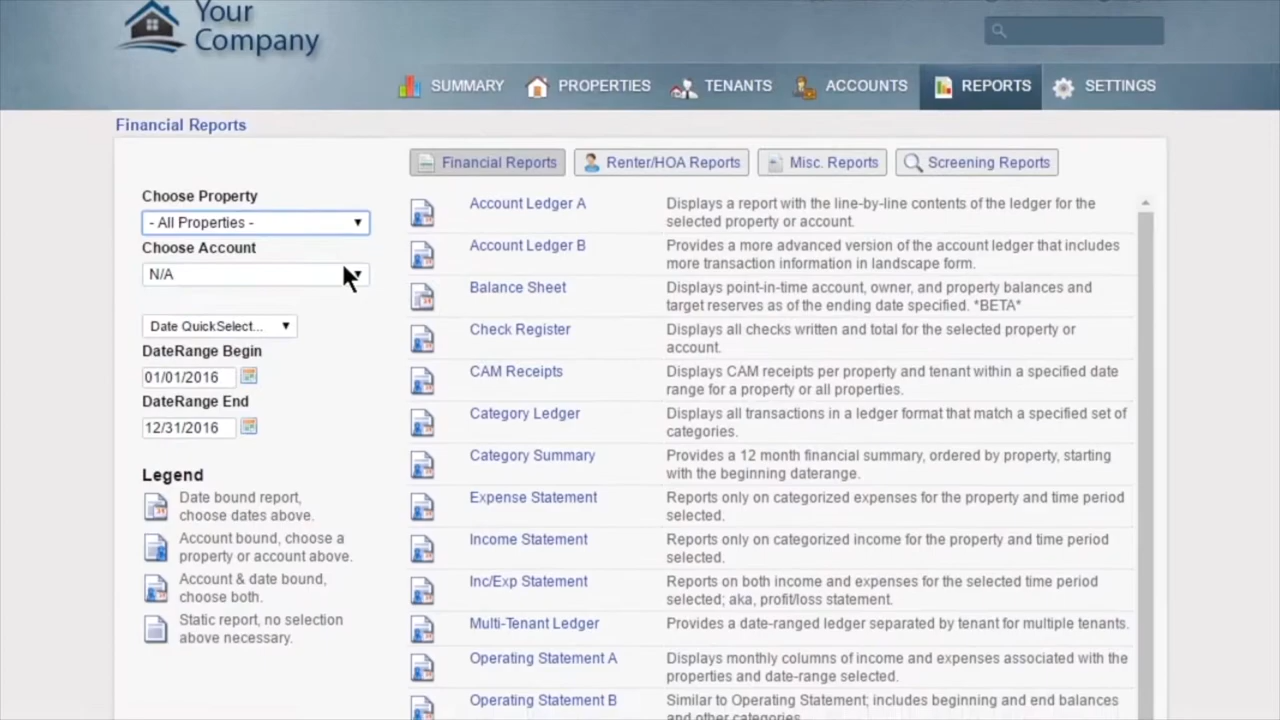 Your
Company
SUMMARY
PROPERTIES
TENANTS
ACCOUNTS
REPORTS
SETTINGS
Financial Reports
Choose Property
- All Properties -
Choose Account
N/A
Date QuickSelect...
DateRange Begin
01/01/2016
DateRange End
12/31/2016
Legend
Date bound report,
choose dates above.
Account bound, choose a
property or account above.
Account & date bound,
choose both.
Static report, no selection
above necessary.
Financial Reports
Renter/HOA Reports
Misc. Reports
Screening Reports
Account Ledger A
Displays a report with the line-by-line contents of the ledger for the
selected property or account.
Account Ledger B
Provides a more advanced version of the account ledger that includes
more transaction information in landscape form.
Balance Sheet
Displays point-in-time account, owner, and property balances and
target reserves as of the ending date specified. *BETA*
Check Register
Displays all checks written and total for the selected property or
account.
CAM Receipts
Displays CAM receipts per property and tenant within a specified date
range for a property or all properties.
Category Ledger
Displays all transactions in a ledger format that match a specified set of
categories.
Category Summary
Provides a 12 month financial summary, ordered by property, starting
with the beginning daterange.
Expense Statement
Reports only on categorized expenses for the property and time period
selected.
Income Statement
Reports only on categorized income for the property and time period
selected.
Inc/Exp Statement
Reports on both income and expenses for the selected time period
selected; aka, profit/loss statement.
Multi-Tenant Ledger
Provides a date-ranged ledger separated by tenant for multiple tenants.
Operating Statement A
Displays monthly columns of income and expenses associated with the
properties and date-range selected.
Operating Statement B
Similar to Operating Statement; includes beginning and end balances
and other categories.